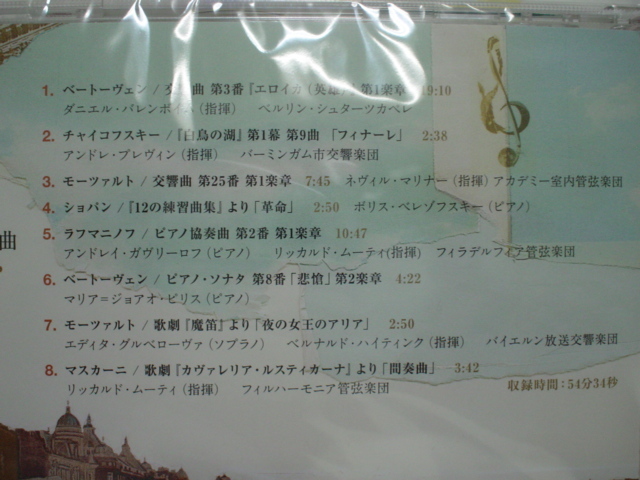 1. ベートーヴェン / 交響曲 第3番『エロイカ(英雄)』第1楽章 19:10
ダニエル・バレンボイム(指揮) ベルリン・シュターツカペレ
2. チャイコフスキー /『白鳥の湖』第1幕 第9曲 「フィナーレ」 2:38
アンドレ・プレヴィン(指揮) バーミンガム市交響楽団
3. モーツァルト / 交響曲 第25番 第1楽章 7:45 ネヴィル・マリナー(指揮)アカデミー室内管弦楽団
4. ショパン /『12の練習曲集』より「革命」 2:50 ボリス・ベレゾフスキー(ピアノ)
5. ラフマニノフ / ピアノ協奏曲 第2番 第1楽章 10:47
アンドレイ・ガヴリーロフ(ピアノ) リッカルド・ムーティ(指揮) フィラデルフィア管弦楽団
6. ベートーヴェン / ピアノ・ソナタ 第8番「悲愴」第2楽章 4:22
マリア=ジョアオ・ピリス(ピアノ)
7. モーツァルト / 歌劇『魔笛』より「夜の女王のアリア」 2:50
エディタ・グルベローヴァ(ソプラノ) ベルナルド・ハイティンク(指揮) バイエルン放送交響楽団
8. マスカーニ / 歌劇『カヴァレリア・ルスティカーナ』より「間奏曲」 3:42
リッカルド・ムーティ(指揮) フィルハーモニア管弦楽団
収録時間:54分34秒
曲